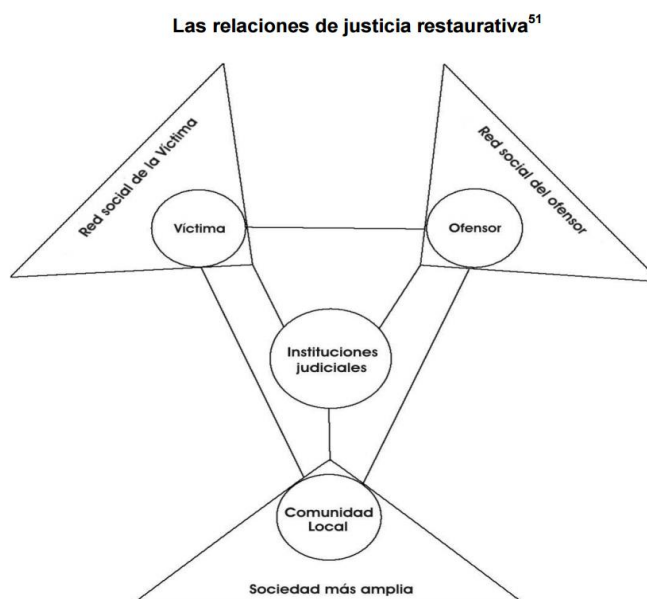 Las relaciones de justicia restaurativa51
Red social de la Víctima
Red social del ofensor
Víctima
Ofensor
Instituciones
judiciales
Comunidad
Local
Sociedad más amplia